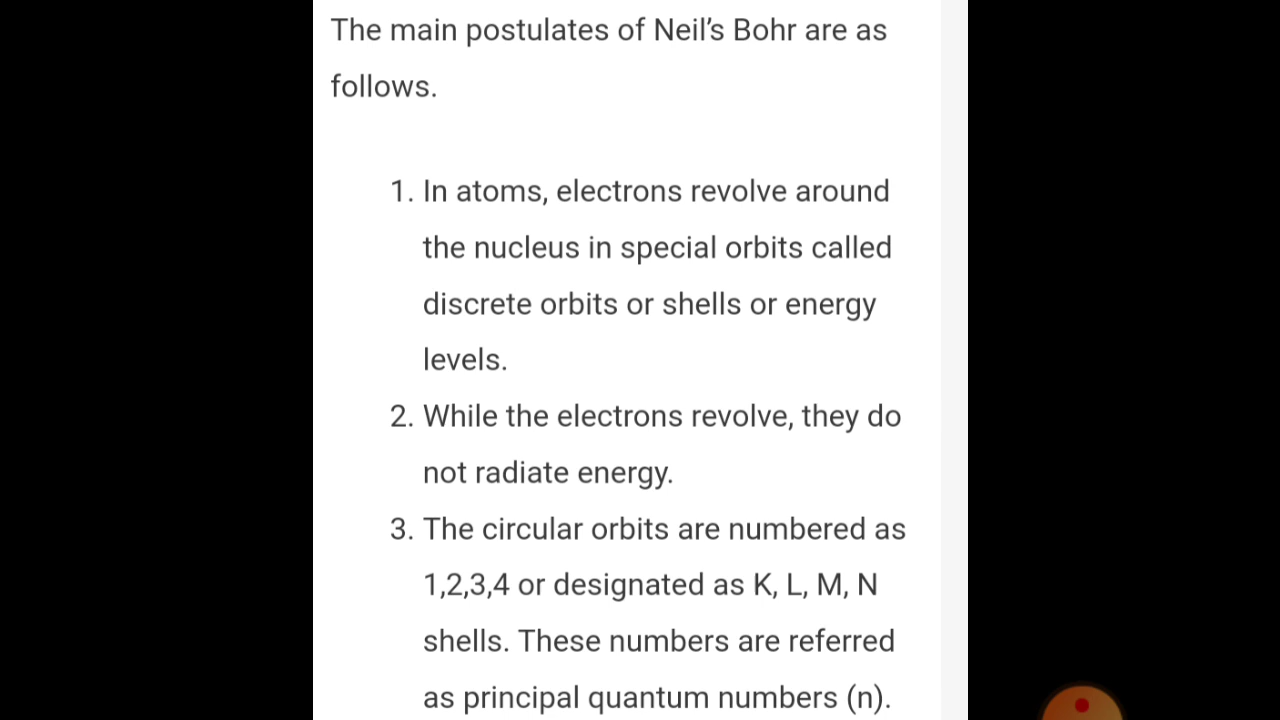 The main postulates of Neil’s Bohr are as
follows.
1. In atoms, electrons revolve around
the nucleus in special orbits called
discrete orbits or shells or energy
levels.
2. While the electrons revolve, they do
not radiate energy.
3. The circular orbits are numbered as
1,2,3,4 or designated as K, L, M, N
shells. These numbers are referred
as principal quantum numbers (n).